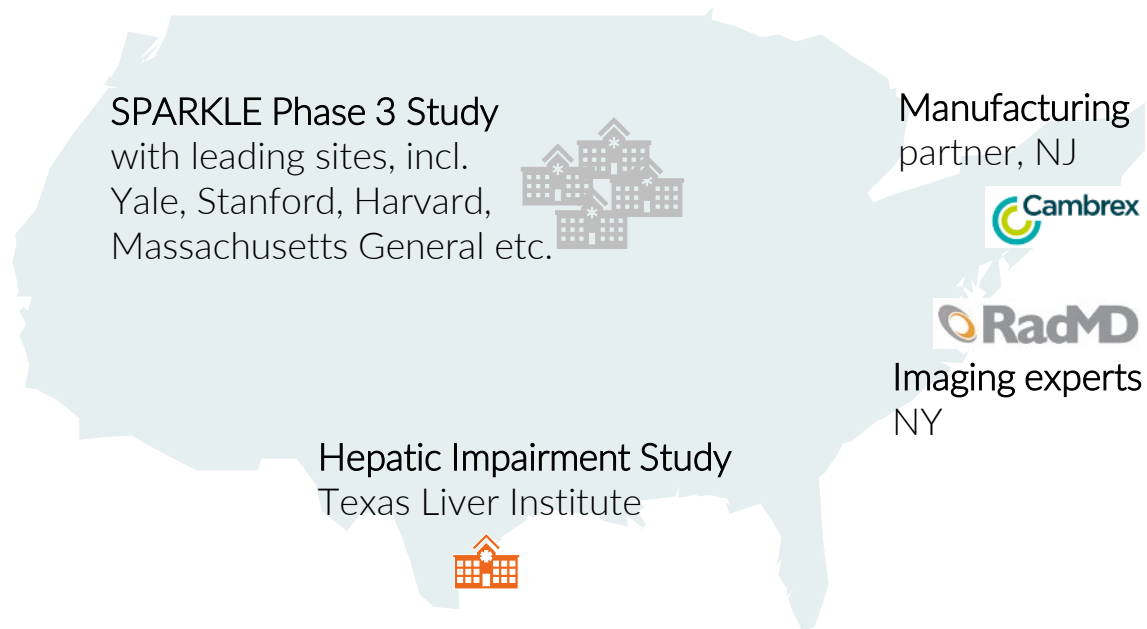 SPARKLE Phase 3 Study
with leading sites, incl.
Yale, Stanford, Harvard,
Massachusetts General etc.
Manufacturing
partner, NJ
Cambrex
RadMD
Imaging experts
NY
Hepatic Impairment Study
Texas Liver Institute